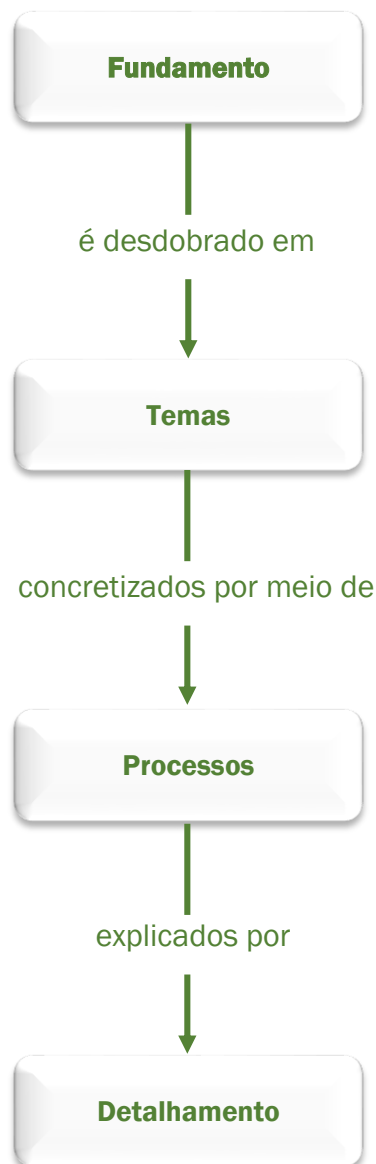 Fundamento
é desdobrado em
Temas
concretizados por meio de
Processos
explicados por
Detalhamento